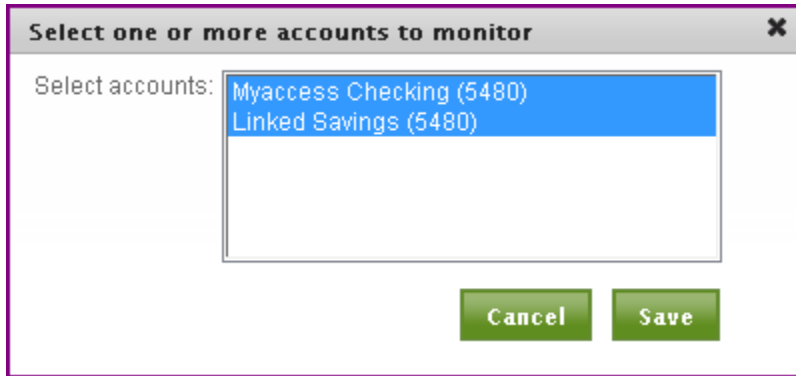 Select one or more accounts to monitor
Select accounts:
Myaccess Checking (5480)
Linked Savings (5480)
Cancel
Save